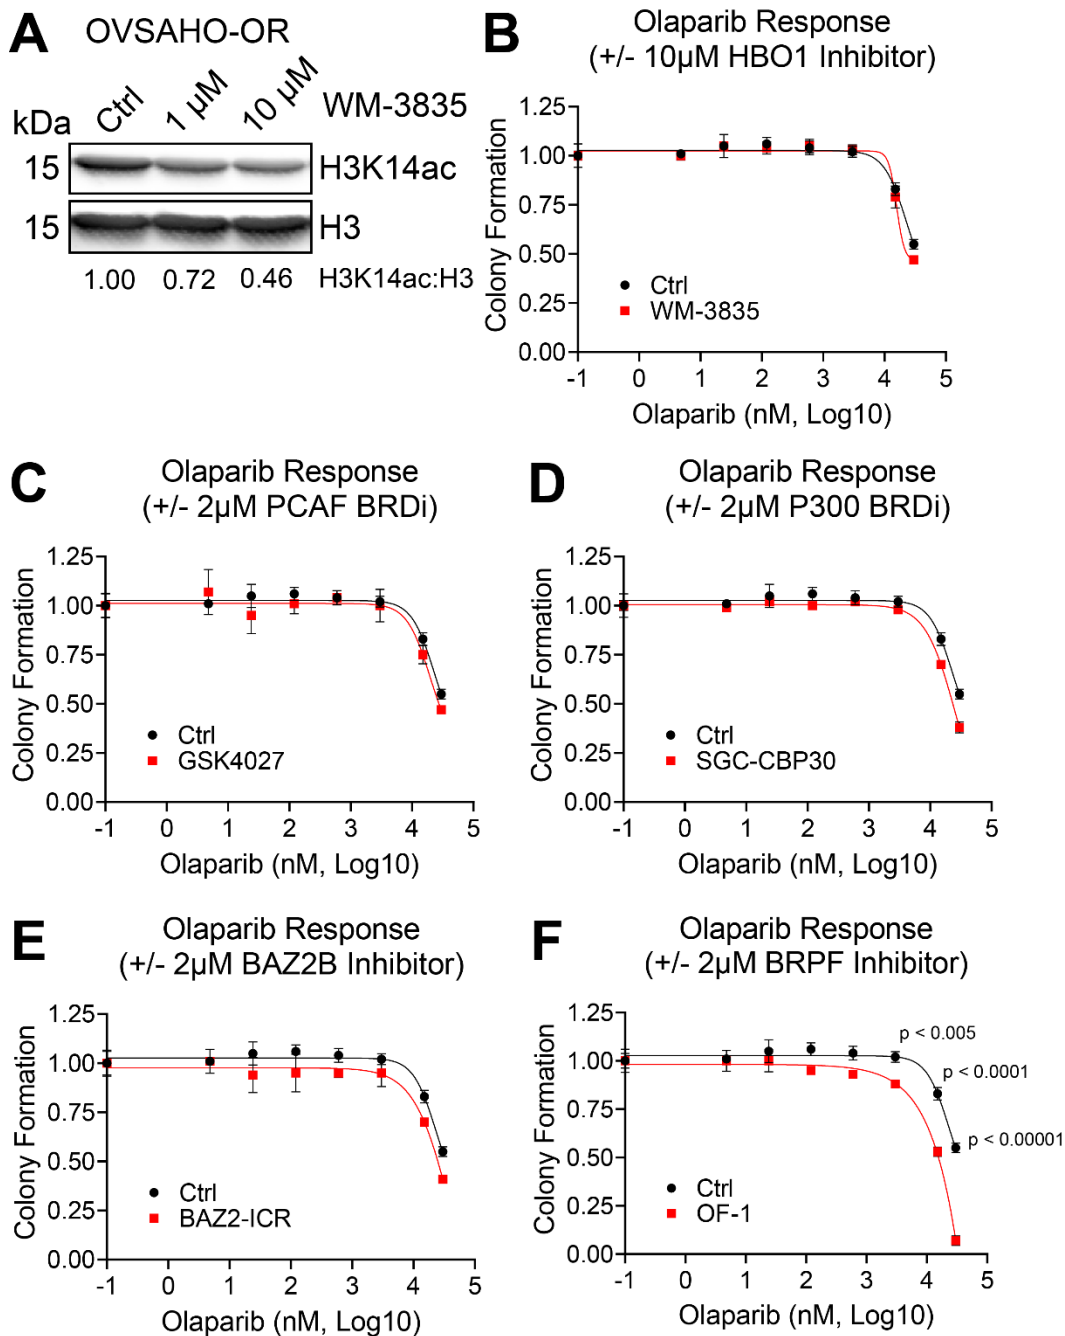 A
OVSAHO-OR
kDa
Ctrl
1 µM
10 µM
WM-3835
15
H3K14ac
15
H3
1.00
0.72
0.46
H3K14ac:H3
B
Olaparib Response
(+/- 10µM HBO1 Inhibitor)
Colony Formation
1.25
1.00
0.75
0.50
0.25
0.00
Ctrl
WM-3835
-1
0
1
2
3
4
5
Olaparib (nM, Log10)
C
Olaparib Response
(+/- 2µM PCAF BRDi)
Colony Formation
1.25
1.00
0.75
0.50
0.25
0.00
Ctrl
GSK4027
-1
0
1
2
3
4
5
Olaparib (nM, Log10)
D
Olaparib Response
(+/- 2µM P300 BRDi)
Colony Formation
1.25
1.00
0.75
0.50
0.25
0.00
Ctrl
SGC-CBP30
-1
0
1
2
3
4
5
Olaparib (nM, Log10)
E
Olaparib Response
(+/- 2µM BAZ2B Inhibitor)
Colony Formation
1.25
1.00
0.75
0.50
0.25
0.00
Ctrl
BAZ2-ICR
-1
0
1
2
3
4
5
Olaparib (nM, Log10)
F
Olaparib Response
(+/- 2µM BRPF Inhibitor)
Colony Formation
1.25
1.00
0.75
0.50
0.25
0.00
p < 0.005
p < 0.0001
p < 0.00001
Ctrl
OF-1
-1
0
1
2
3
4
5
Olaparib (nM, Log10)